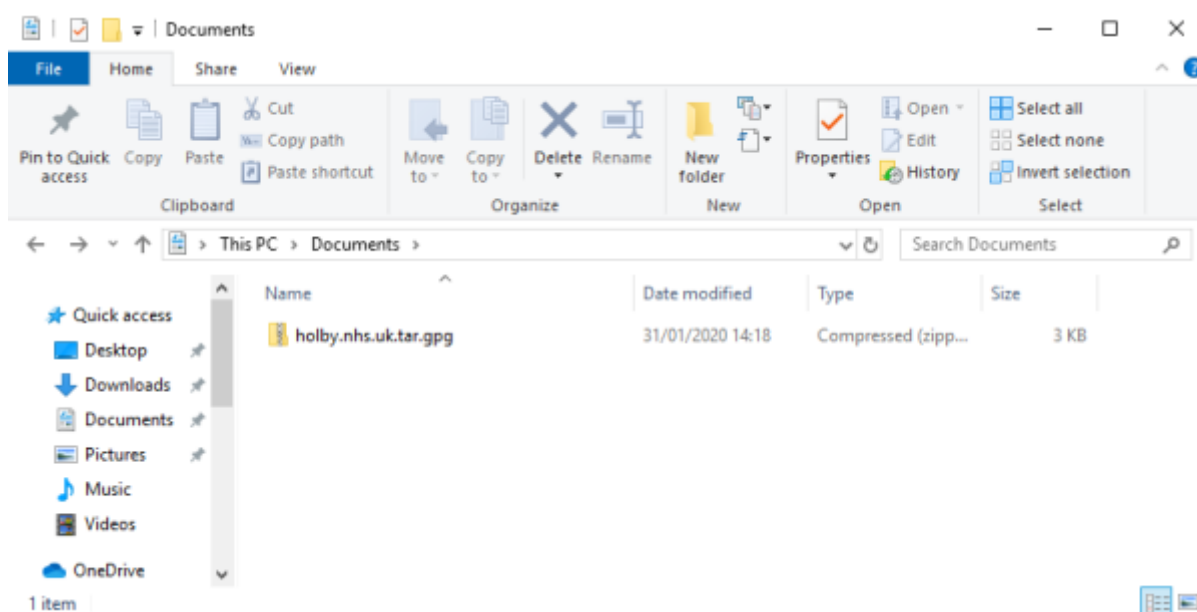 Documents
File Home Share View
Pin to Quick access
Copy
Paste
Cut
Copy path
Paste shortcut
Move to
Copy to
Delete
Rename
New folder
Properties
Open
Edit
History
Select all
Select none
Invert selection
Clipboard Organize New Open Select
This PC > Documents >
Search Documents
Name Date modified Type Size
holby.nhs.uk.tar.gpg 31/01/2020 14:18 Compressed (zipp... 3 KB
Quick access
Desktop
Downloads
Documents
Pictures
Music
Videos
OneDrive
1 item